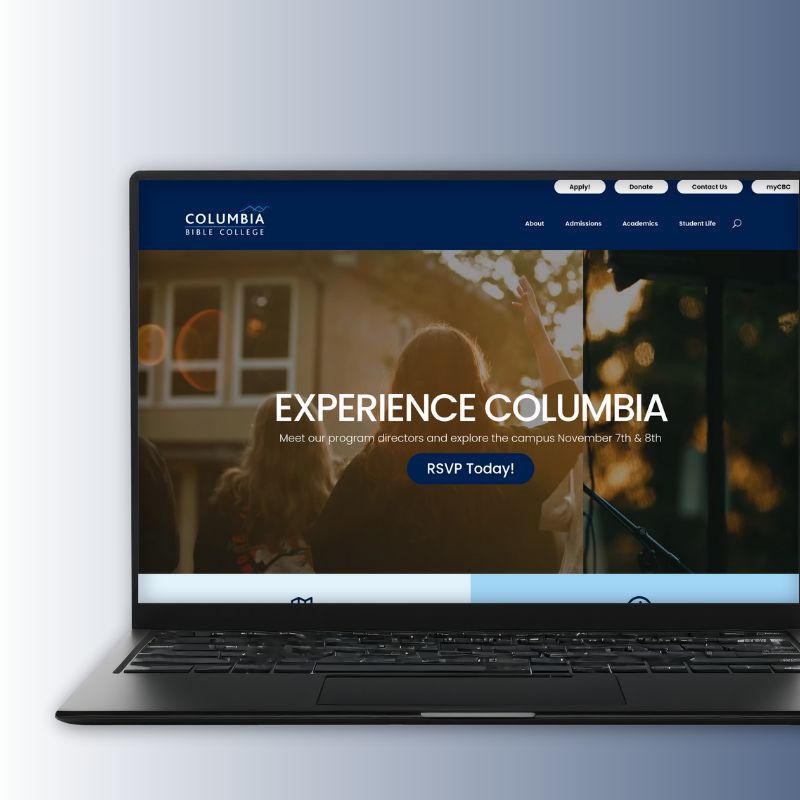 Apply! Donate Contact Us myCBC
COLUMBIA
BIBLE COLLEGE
About Admissions Academics Student Life
EXPERIENCE COLUMBIA
Meet our program directors and explore the campus November 7th & 8th
RSVP Today!